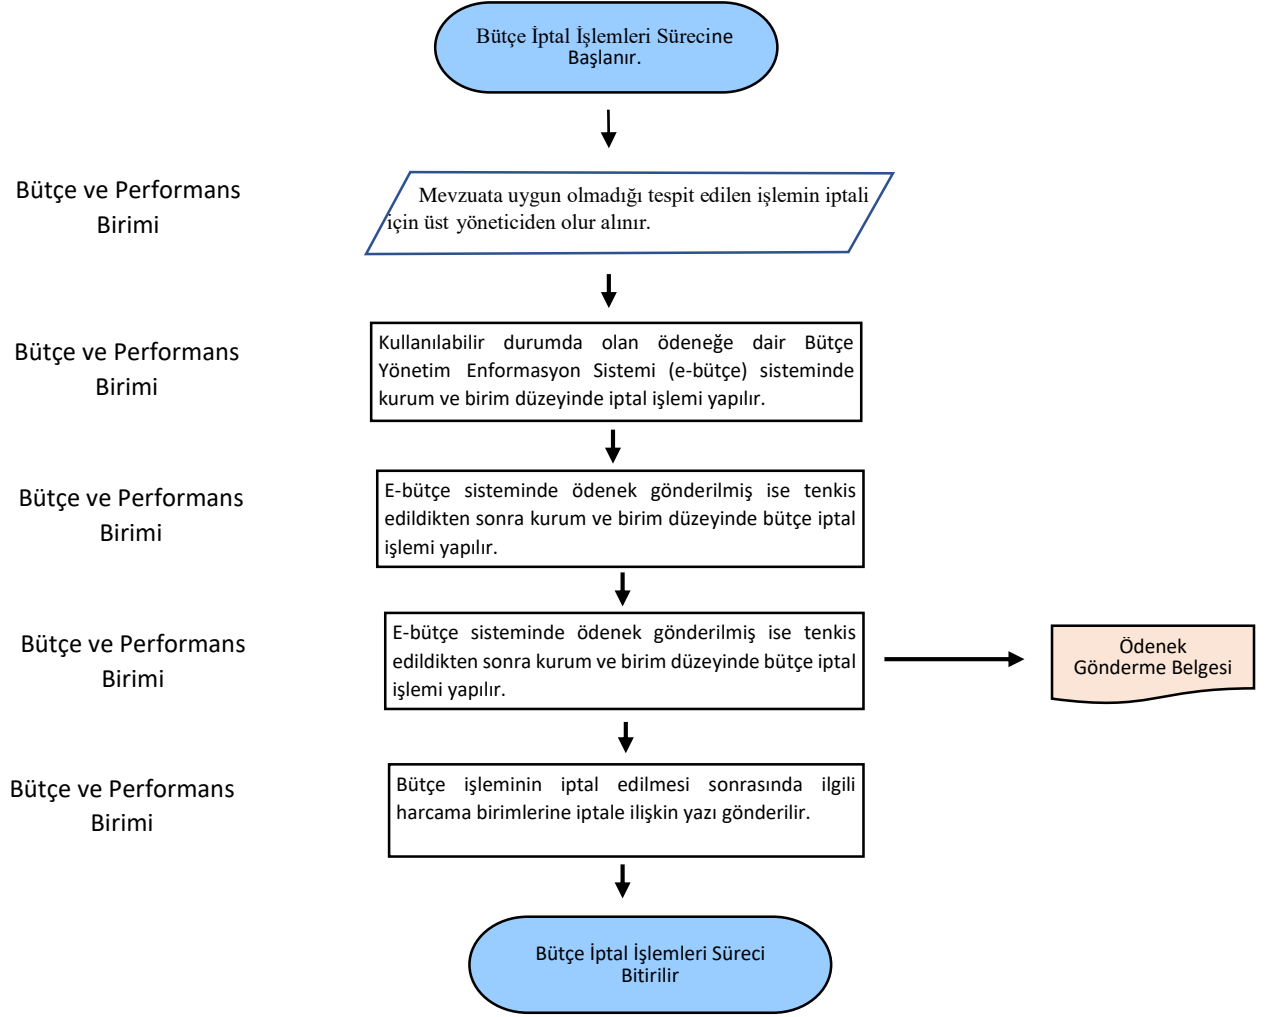 Bütçe İptal İşlemleri Sürecine
Başlanır.
Bütçe ve Performans
Birimi
Mevzuata uygun olmadığı tespit edilen işlemin iptali
için üst yöneticiden olur alınır.
Bütçe ve Performans
Birimi
Kullanılabilir durumda olan ödeneğe dair Bütçe
Yönetim Enformasyon Sistemi (e-bütçe) sisteminde
kurum ve birim düzeyinde iptal işlemi yapılır.
Bütçe ve Performans
Birimi
E-bütçe sisteminde ödenek gönderilmiş ise tenkis
edildikten sonra kurum ve birim düzeyinde bütçe iptal
işlemi yapılır.
Bütçe ve Performans
Birimi
E-bütçe sisteminde ödenek gönderilmiş ise tenkis
edildikten sonra kurum ve birim düzeyinde bütçe iptal
işlemi yapılır.
Ödenek
Gönderme Belgesi
Bütçe ve Performans
Birimi
Bütçe işleminin iptal edilmesi sonrasında ilgili
harcama birimlerine iptale ilişkin yazı gönderilir.
Bütçe İptal İşlemleri Süreci
Bitirilir